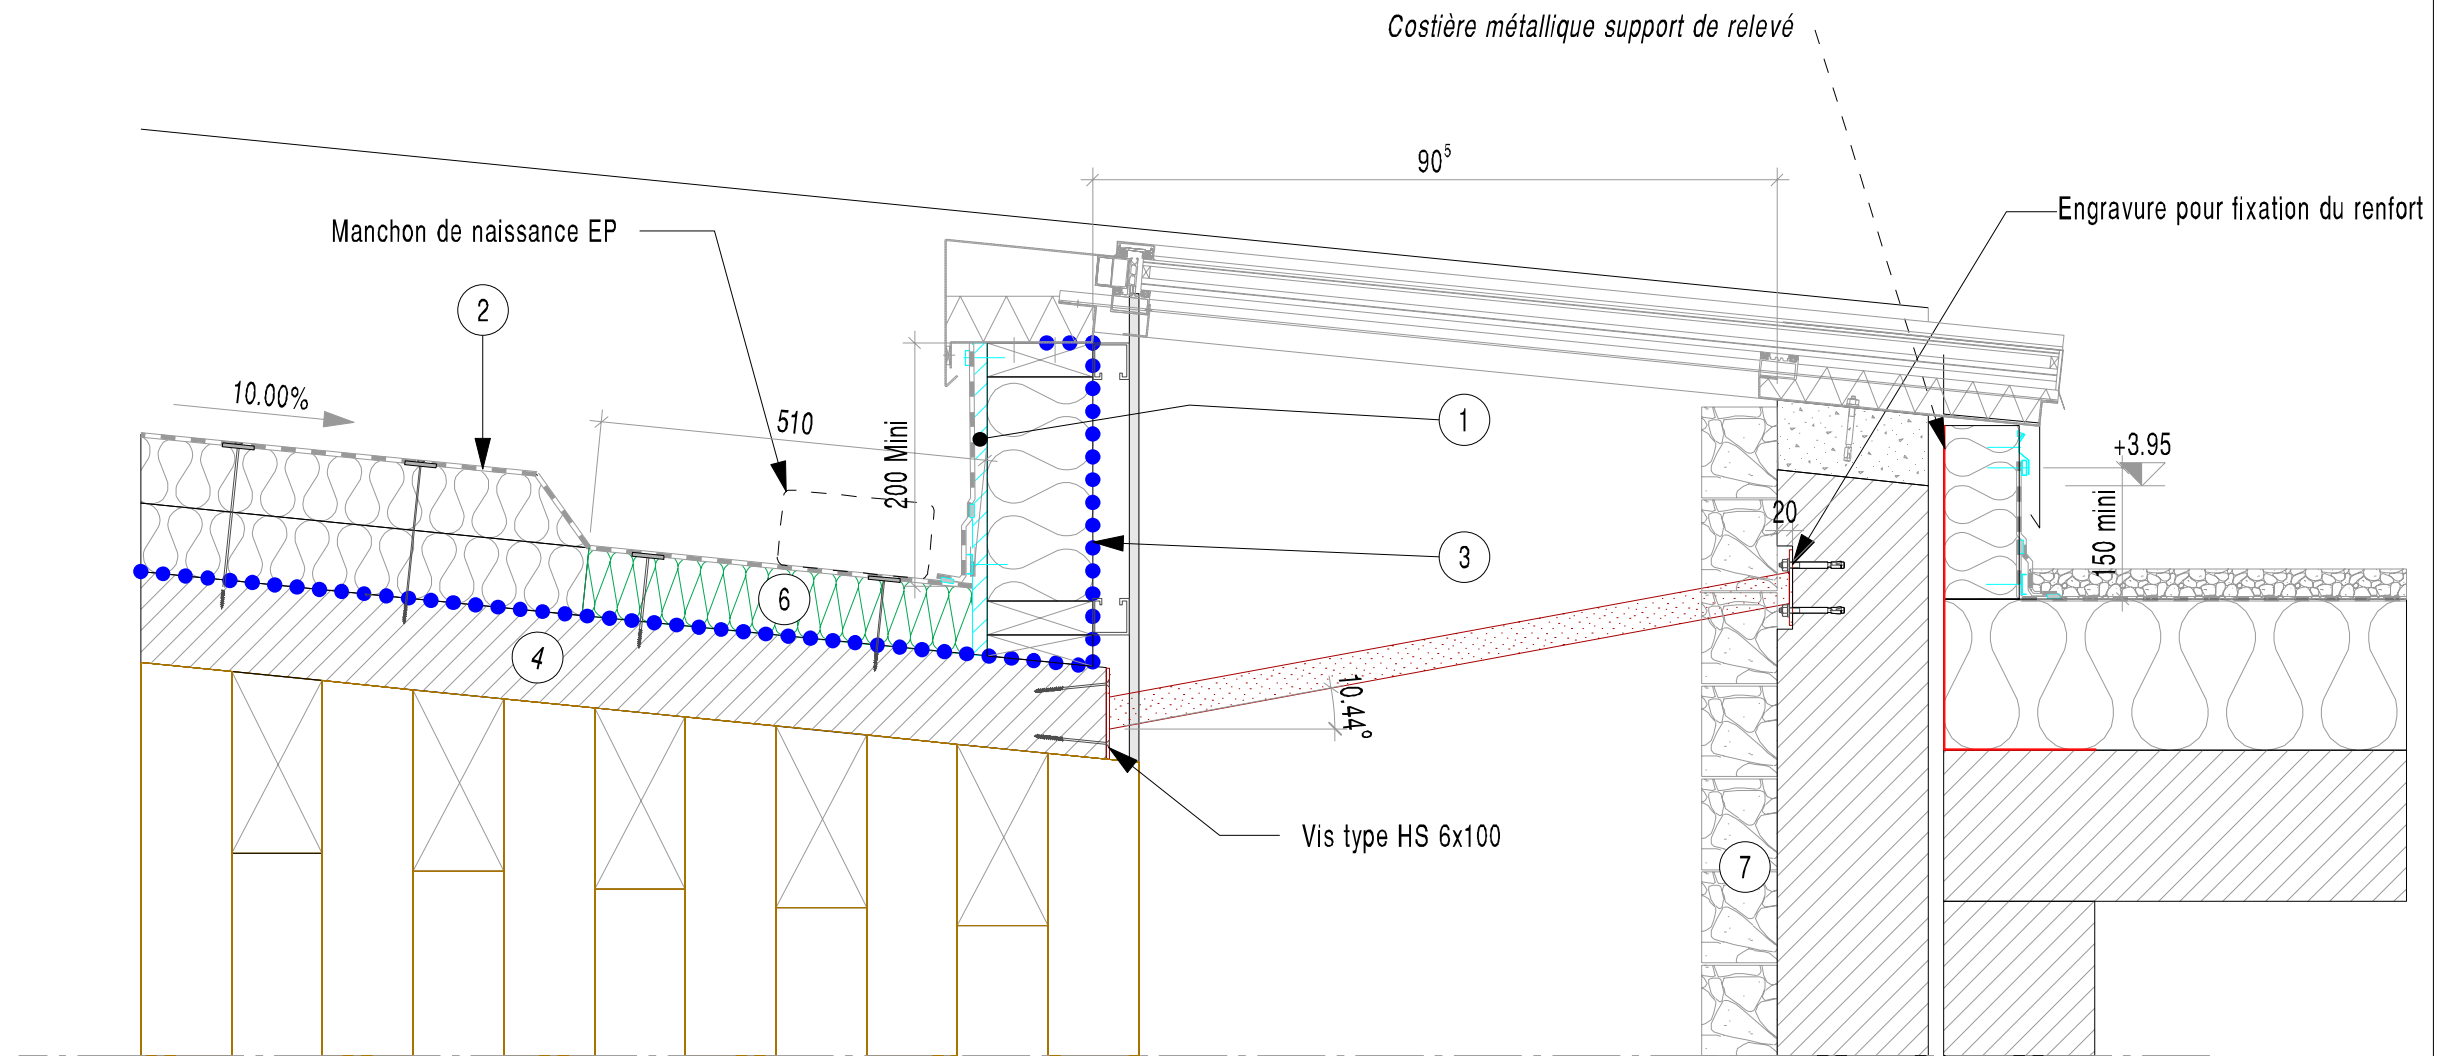 Costière métallique support de relevé
90⁵
Engravure pour fixation du renfort
Manchon de naissance EP
2
10.00%
510
200 Mini
1
+3.95
150 mini
20
3
6
4
10.44°
Vis type HS 6x100
7